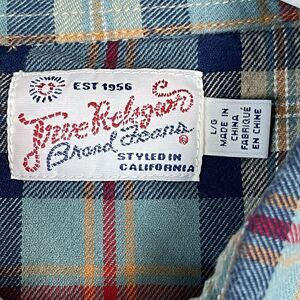 EST 1956
True Religion
Brand Jeans
®
STYLED IN
CALIFORNIA
L/G
MADE IN
CHINA
FABRIQUÉ
EN CHINE